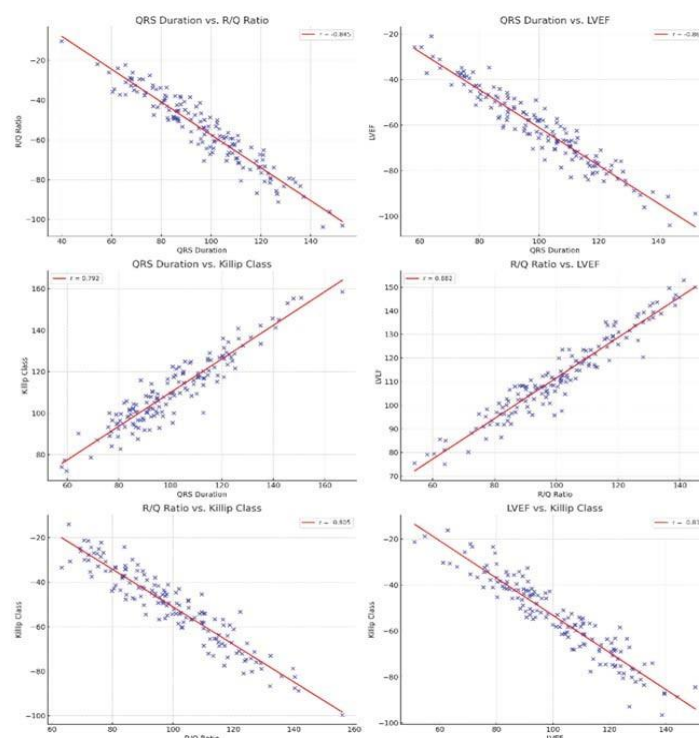 QRS Duration vs. R/Q Ratio
r = -0.845
R/Q Ratio
−20
−40
−60
−80
−100
40 60 80 100 120 140
QRS Duration
QRS Duration vs. LVEF
LVEF
−20
−40
−60
−80
−100
60 80 100 120 140
QRS Duration
QRS Duration vs. Killip Class
r = 0.792
Killip Class
160
140
120
100
80
60 80 100 120 140 160
QRS Duration
R/Q Ratio vs. LVEF
LVEF
150
140
130
120
110
100
90
80
70
60 80 100 120 140
R/Q Ratio
R/Q Ratio vs. Killip Class
Killip Class
−20
−40
−60
−80
−100
60 80 100 120 140 156
R/Q Ratio
LVEF vs. Killip Class
Killip Class
−20
−40
−60
−80
−100
60 80 100 120 140
LVEF